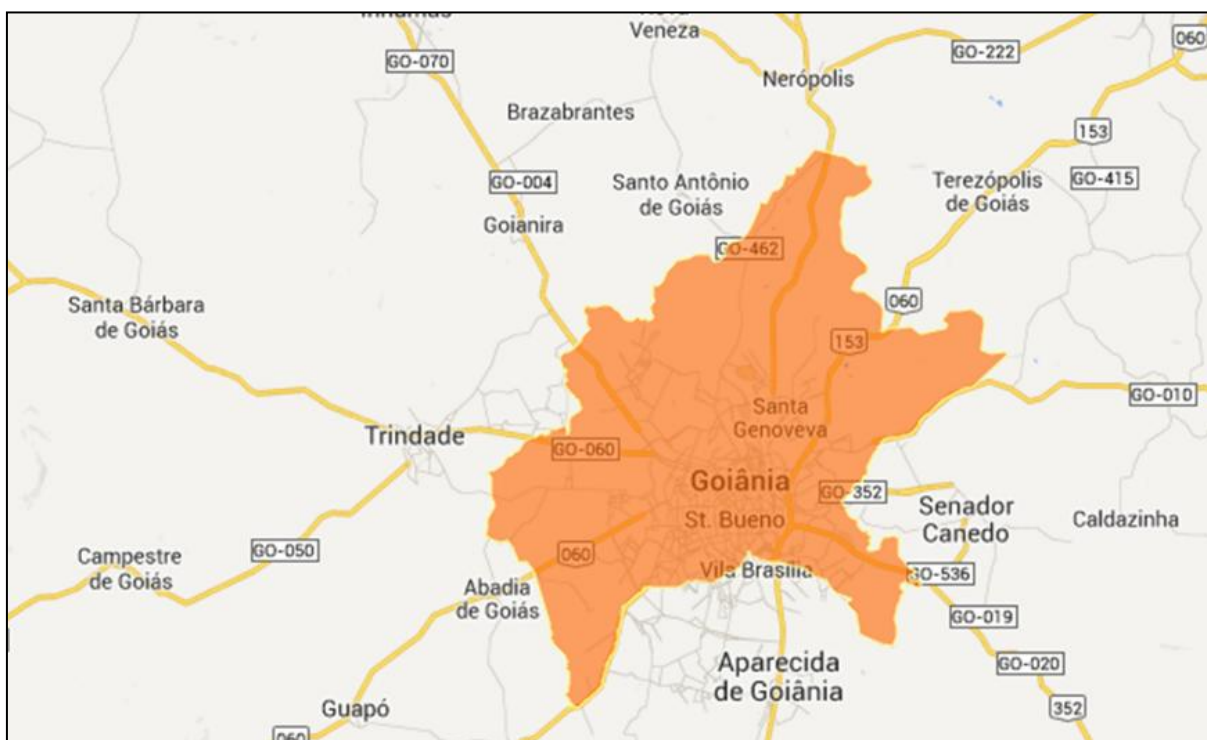 Inhumas
Nova
Veneza
060
GO-222
GO-070
Nerópolis
Brazabrantes
153
GO-004
Santo Antônio
de Goiás
Terezópolis
de Goiás
GO-415
Goianira
GO-462
Santa Bárbara
de Goiás
060
153
GO-010
Santa
Genoveva
Trindade
GO-060
Goiânia
GO-352
Senador
Canedo
St. Bueno
Caldazinha
GO-050
Campestre
de Goiás
060
Vila Brasília
GO-536
Abadia
de Goiás
GO-019
Aparecida
de Goiânia
GO-020
Guapó
352
060